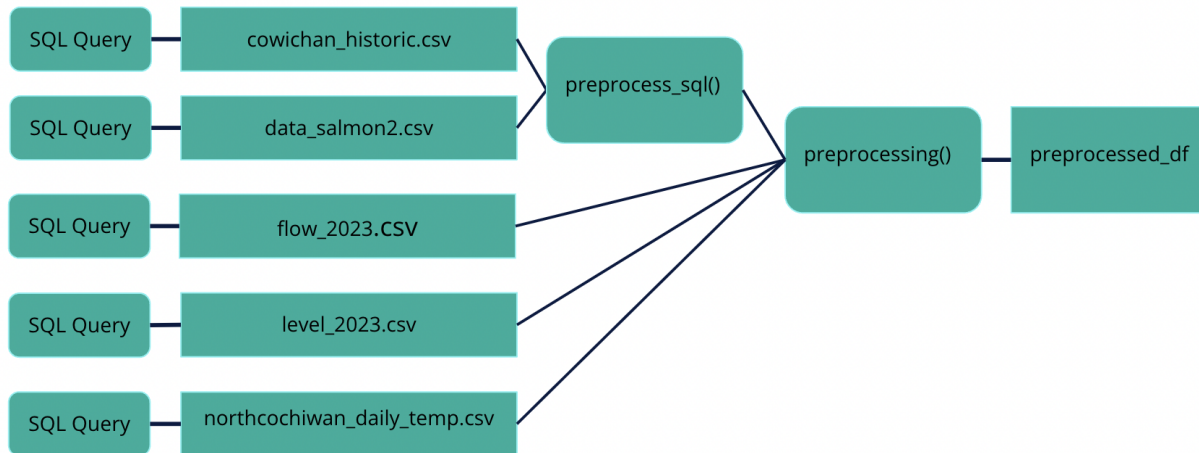 SQL Query
cowichan_historic.csv
preprocess_sql()
SQL Query
data_salmon2.csv
preprocessing()
preprocessed_df
SQL Query
flow_2023.csv
SQL Query
level_2023.csv
SQL Query
northcochiwan_daily_temp.csv